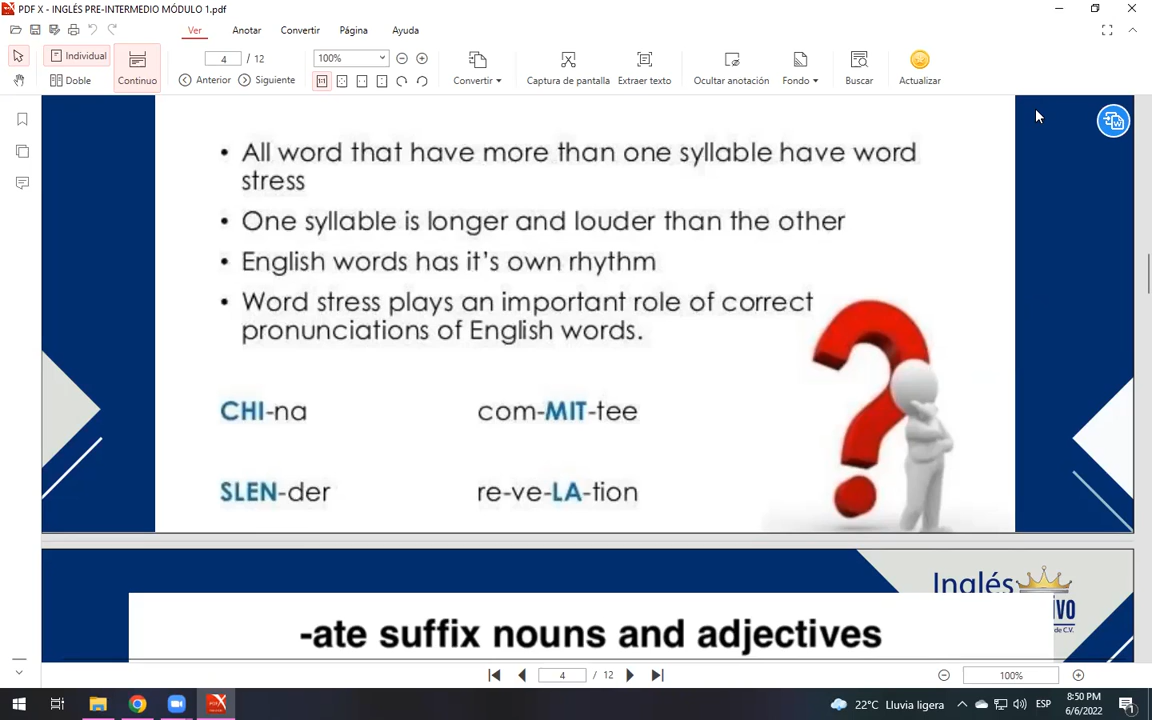 PDF X - INGLÉS PRE-INTERMEDIO MÓDULO 1.pdf
Ver Anotar Convertir Página Ayuda
Individual
Doble
Continuo
4 / 12
Anterior Siguiente
100%
Convertir
Captura de pantalla
Extraer texto
Ocultar anotación
Fondo
Buscar
Actualizar
• All word that have more than one syllable have word
stress
• One syllable is longer and louder than the other
• English words has it's own rhythm
• Word stress plays an important role of correct
pronunciations of English words.
CHI-na com-MIT-tee
SLEN-der re-ve-LA-tion
Inglés
-ate suffix nouns and adjectives
4 / 12
100%
22°C Lluvia ligera
ESP
8:50 PM
6/6/2022
1